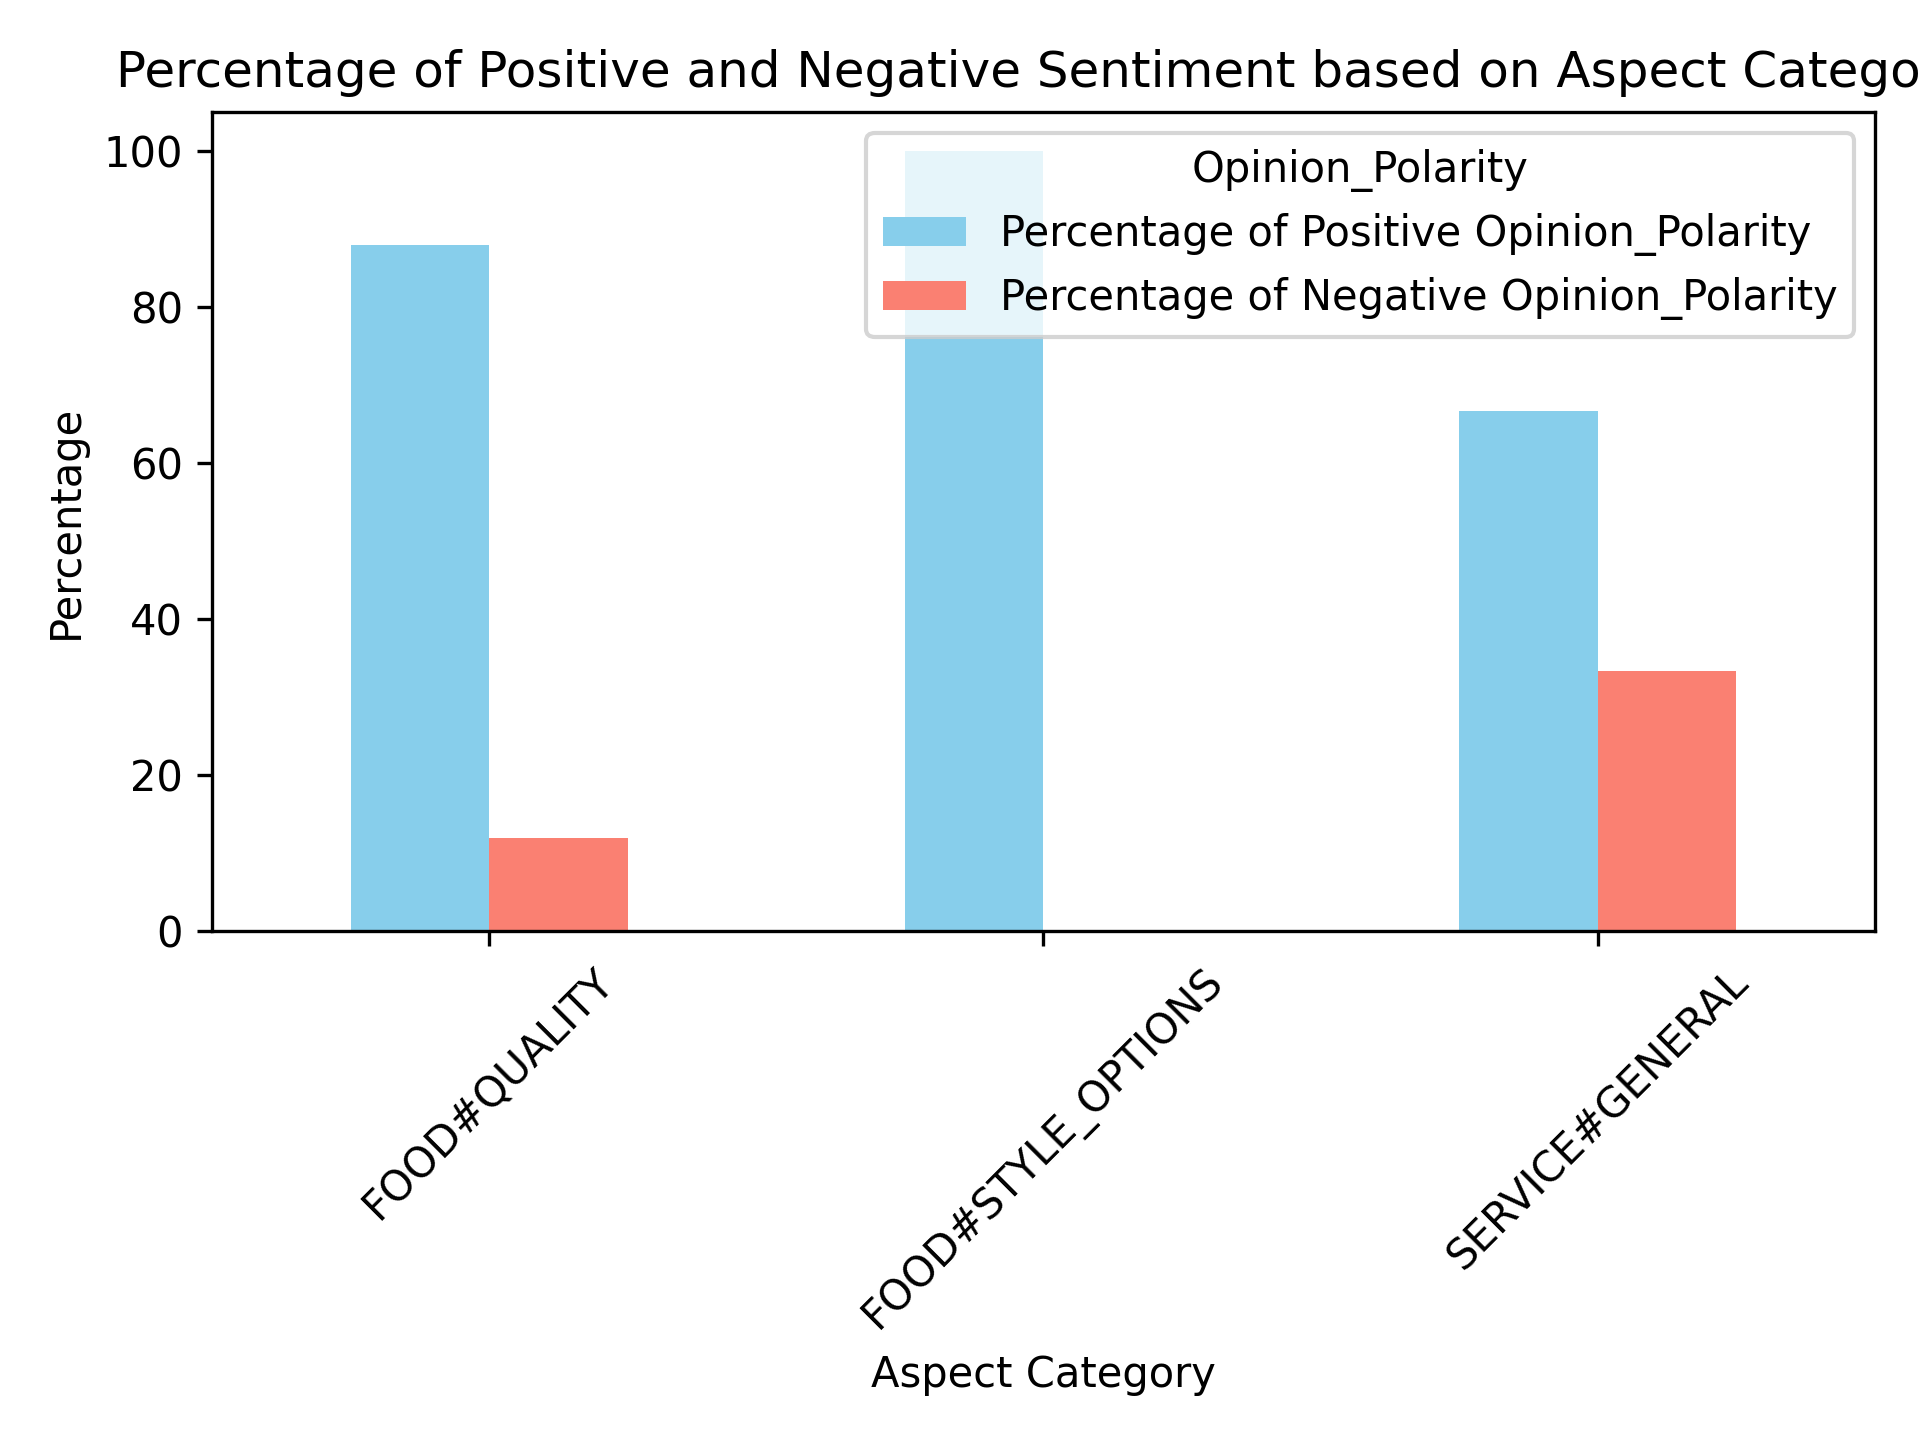 Percentage of Positive and Negative Sentiment based on Aspect Catego
Opinion_Polarity
Percentage of Positive Opinion_Polarity
Percentage of Negative Opinion_Polarity
Percentage
100
80
60
40
20
0
FOOD#QUALITY
FOOD#STYLE_OPTIONS
SERVICE#GENERAL
Aspect Category